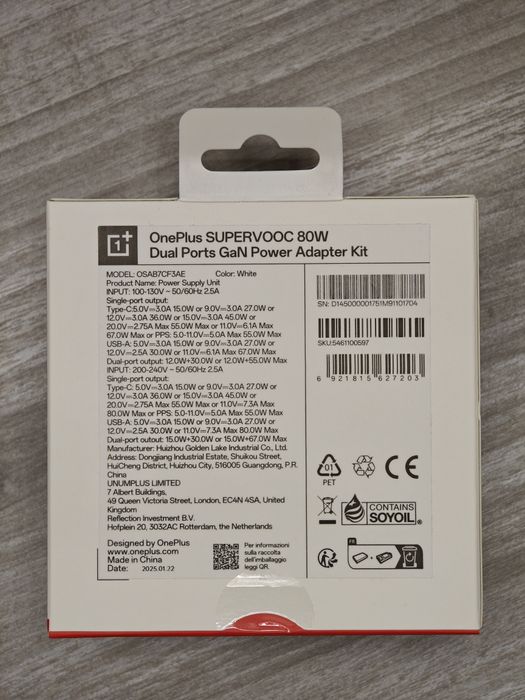 OnePlus SUPERVOOC 80W
Dual Ports GaN Power Adapter Kit
MODEL: OSAB7CF3AE Color: White
Product Name: Power Supply Unit
INPUT: 100-130V ~ 50/60Hz 2.5A
Single-port output:
Type-C:5.0V=3.0A 15.0W or 9.0V=3.0A 27.0W or
12.0V=3.0A 36.0W or 15.0V=3.0A 45.0W or
20.0V=2.75A Max 55.0W Max or 11.0V=6.1A Max
67.0W Max or PPS: 5.0-11.0V=5.0A Max 55.0W Max
USB-A: 5.0V=3.0A 15.0W or 9.0V=3.0A 27.0W or
12.0V=2.5A 30.0W or 11.0V=6.1A Max 67.0W Max
Dual-port output: 12.0W+30.0W or 12.0W+55.0W Max
INPUT: 200-240V ~ 50/60Hz 2.5A
Single-port output:
Type-C: 5.0V=3.0A 15.0W or 9.0V=3.0A 27.0W or
12.0V=3.0A 36.0W or 15.0V=3.0A 45.0W or
20.0V=2.75A Max 55.0W Max or 11.0V=7.3A Max
80.0W Max or PPS: 5.0-11.0V=5.0A Max 55.0W Max
USB-A: 5.0V=3.0A 15.0W or 9.0V=3.0A 27.0W or
12.0V=2.5A 30.0W or 11.0V=7.3A Max 80.0W Max
Dual-port output: 15.0W+30.0W or 15.0W+67.0W Max
Manufacturer: Huizhou Golden Lake Industrial Co., Ltd.
Address: Dongjiang Industrial Estate, Shuikou Street,
HuiCheng District, Huizhou City, 516005 Guangdong, P.R.
China
UNUMPLUS LIMITED
7 Albert Buildings,
49 Queen Victoria Street, London, EC4N 4SA, United
Kingdom
Reflection Investment B.V.
Hofplein 20, 3032AC Rotterdam, the Netherlands
Designed by OnePlus
www.oneplus.com
Made in China
Date: 2025.01.22
Per informazioni
sulla raccolta
dell'imballaggio
leggi QR.
SN: D145000001751M91101704
SKU:5461100597
6 921815 627203
01
PET
CE
CONTAINS
SOYOIL®
FR